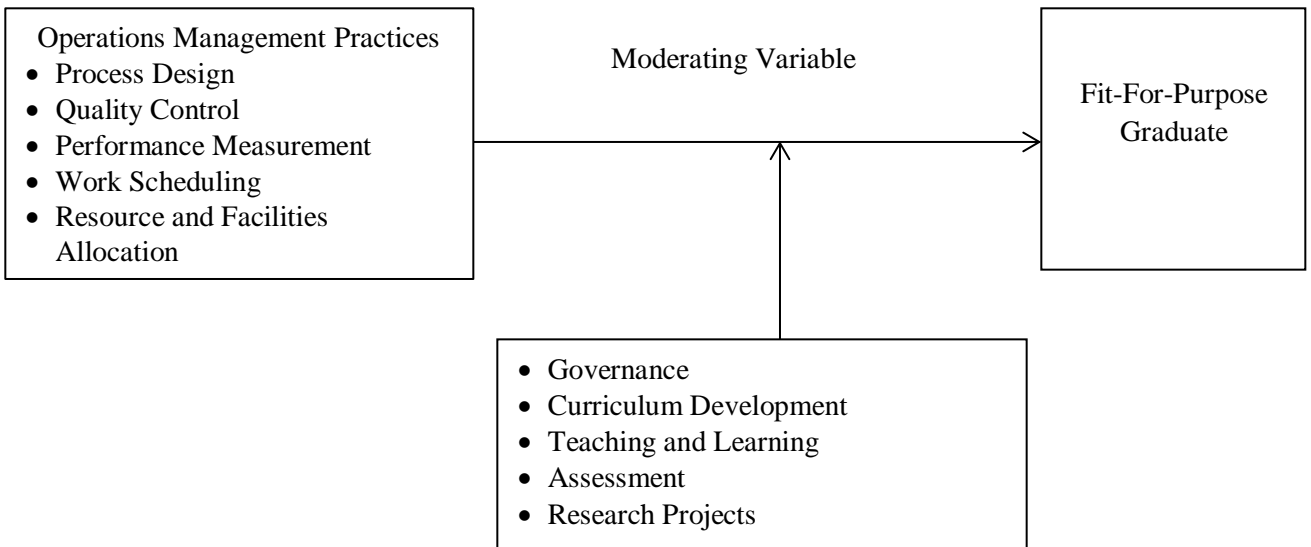 Operations Management Practices
• Process Design
• Quality Control
• Performance Measurement
• Work Scheduling
• Resource and Facilities
Allocation
Moderating Variable
Fit-For-Purpose
Graduate
• Governance
• Curriculum Development
• Teaching and Learning
• Assessment
• Research Projects